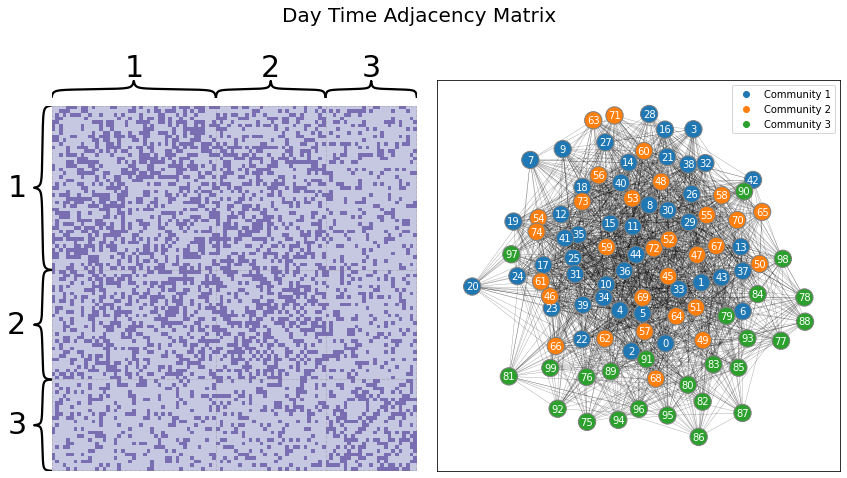 Day Time Adjacency Matrix
1 2 3
1
2
3
Community 1
Community 2
Community 3
63 71 28
16 3
27 60
9 7 14 21 38 32
56 40 48 42
18 73 53 26 58 90
8 30 55 65
12 54 19 15 11 29 70
74 41 35 52
59 72 67 13
97 25 44 47 98
17 36 50
24 31 45 37
61 10 33 1 43
20 46 34 69 84 78
23 39 4 5 51 6
64 79 88
57
66 22 62 0 49 93 77
2 91
99 83 85
81 76 89 68
80
92 96 95 82 87
75 94
86